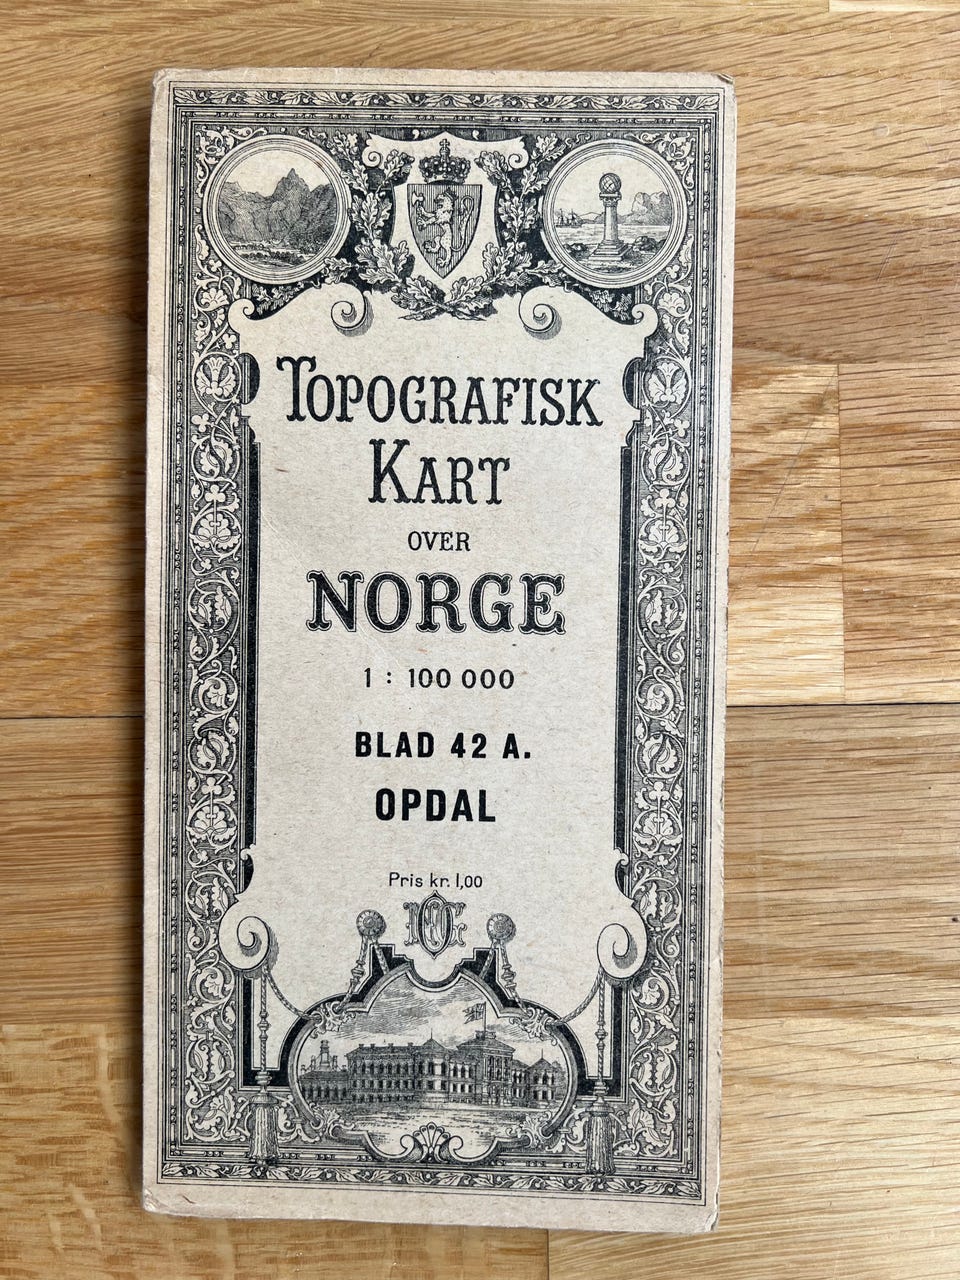 TOPOGRAFISK
KART
OVER
NORGE
1 : 100 000
BLAD 42 A.
OPDAL
Pris kr. 1,00